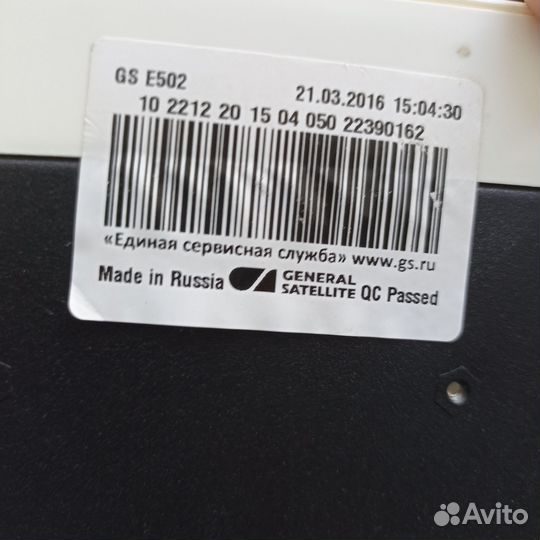 GS E502 21.03.2016 15:04:30
10 2212 20 15 04 050 22390162
«Единая сервисная служба» www.gs.ru
Made in Russia GENERAL SATELLITE QC Passed
Avito